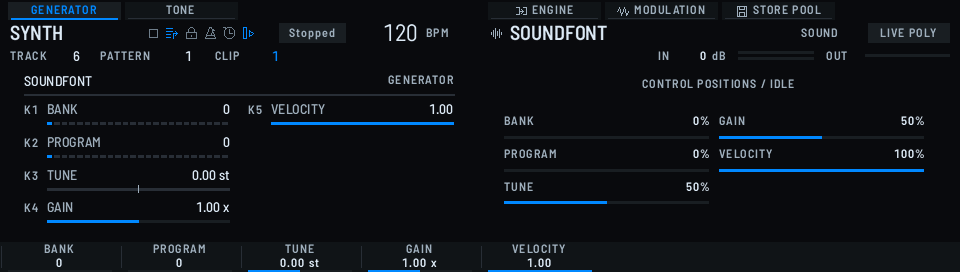 GENERATOR TONE ENGINE MODULATION STORE POOL
SYNTH Stopped 120 BPM SOUNDFONT SOUND LIVE POLY
TRACK 6 PATTERN 1 CLIP 1 IN 0 dB OUT
SOUNDFONT GENERATOR
K1 BANK 0 K5 VELOCITY 1.00
K2 PROGRAM 0
K3 TUNE 0.00 st
K4 GAIN 1.00 x
CONTROL POSITIONS / IDLE
BANK 0% GAIN 50%
PROGRAM 0% VELOCITY 100%
TUNE 50%
BANK PROGRAM TUNE GAIN VELOCITY
0 0 0.00 st 1.00 x 1.00